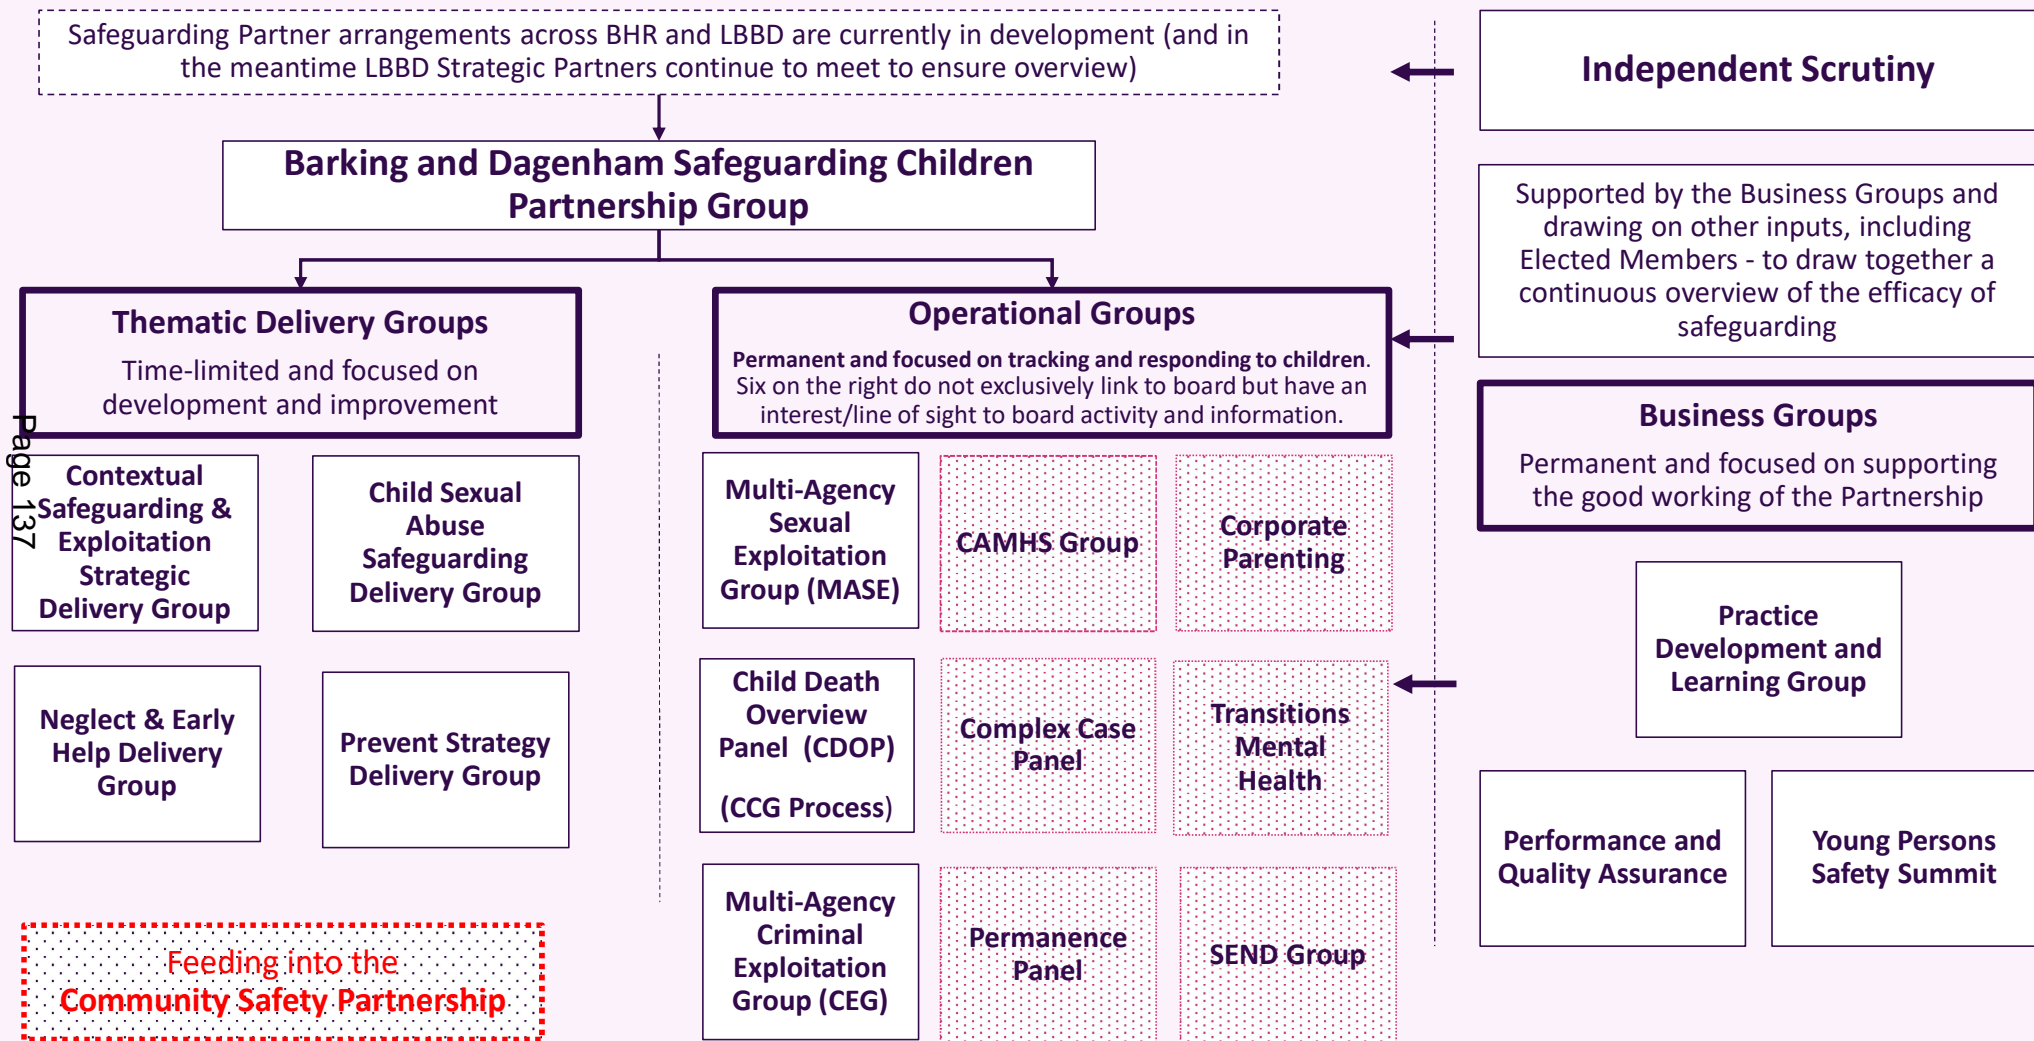 Safeguarding Partner arrangements across BHR and LBBD are currently in development (and in
the meantime LBBD Strategic Partners continue to meet to ensure overview)
Barking and Dagenham Safeguarding Children
Partnership Group
Thematic Delivery Groups
Time-limited and focused on
development and improvement
Operational Groups
Permanent and focused on tracking and responding to children.
Six on the right do not exclusively link to board but have an
interest/line of sight to board activity and information.
Page 137
Contextual
Safeguarding &
Exploitation
Strategic
Delivery Group
Child Sexual
Abuse
Safeguarding
Delivery Group
Neglect & Early
Help Delivery
Group
Prevent Strategy
Delivery Group
Feeding into the
Community Safety Partnership
Multi-Agency
Sexual
Exploitation
Group (MASE)
CAMHS Group
Corporate
Parenting
Child Death
Overview
Panel (CDOP)
(CCG Process)
Complex Case
Panel
Transitions
Mental
Health
Multi-Agency
Criminal
Exploitation
Group (CEG)
Permanence
Panel
SEND Group
Independent Scrutiny
Supported by the Business Groups and
drawing on other inputs, including
Elected Members - to draw together a
continuous overview of the efficacy of
safeguarding
Business Groups
Permanent and focused on supporting
the good working of the Partnership
Practice
Development and
Learning Group
Performance and
Quality Assurance
Young Persons
Safety Summit